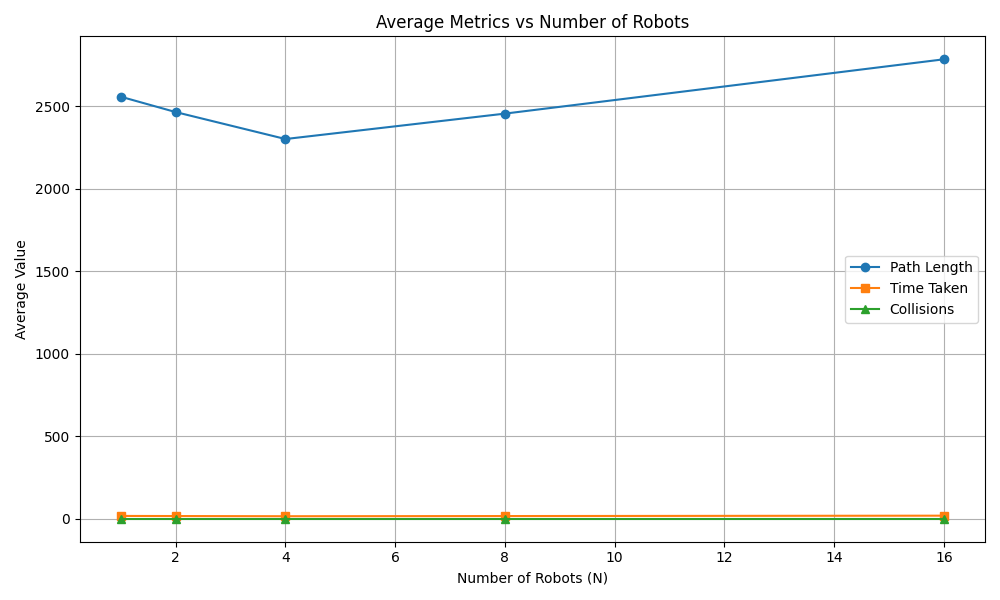 Average Metrics vs Number of Robots
Average Value
2500
2000
1500
1000
500
0
Path Length
Time Taken
Collisions
2 4 6 8 10 12 14 16
Number of Robots (N)